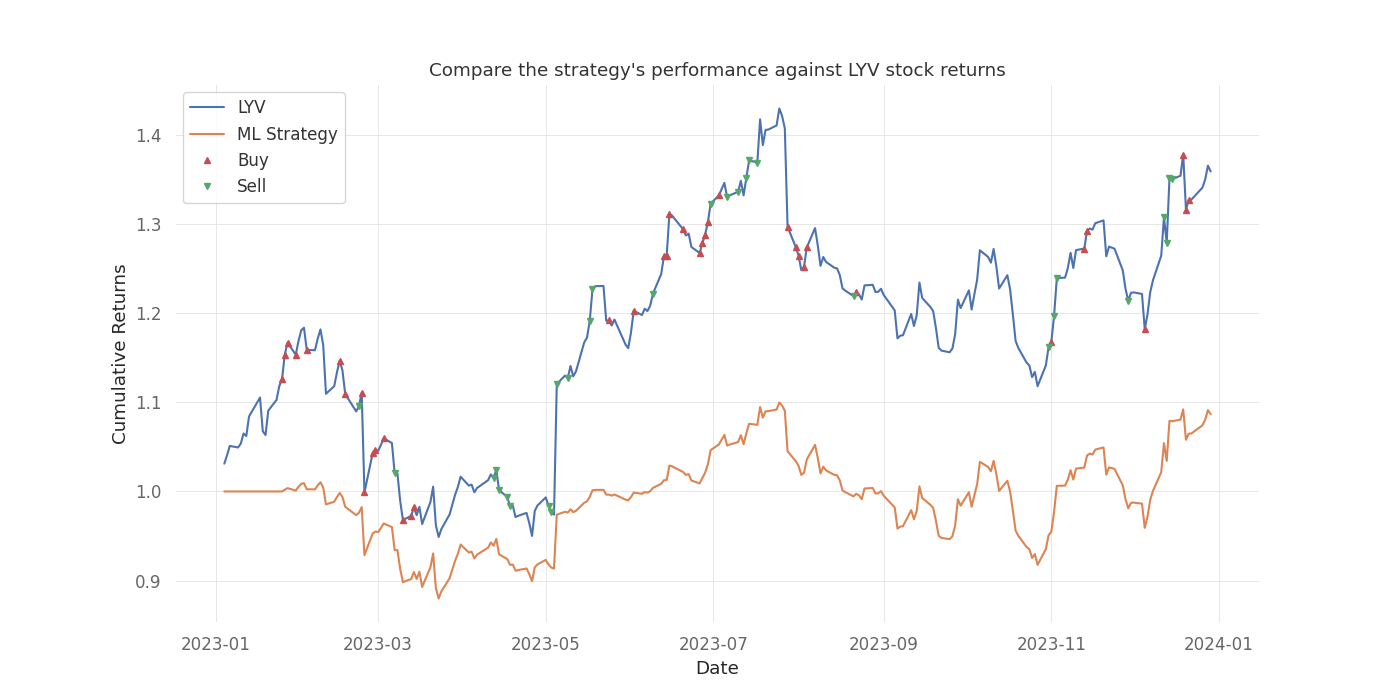 Compare the strategy's performance against LYV stock returns
LYV
ML Strategy
Buy
Sell
Cumulative Returns
1.4
1.3
1.2
1.1
1.0
0.9
2023-01
2023-03
2023-05
2023-07
2023-09
2023-11
2024-01
Date